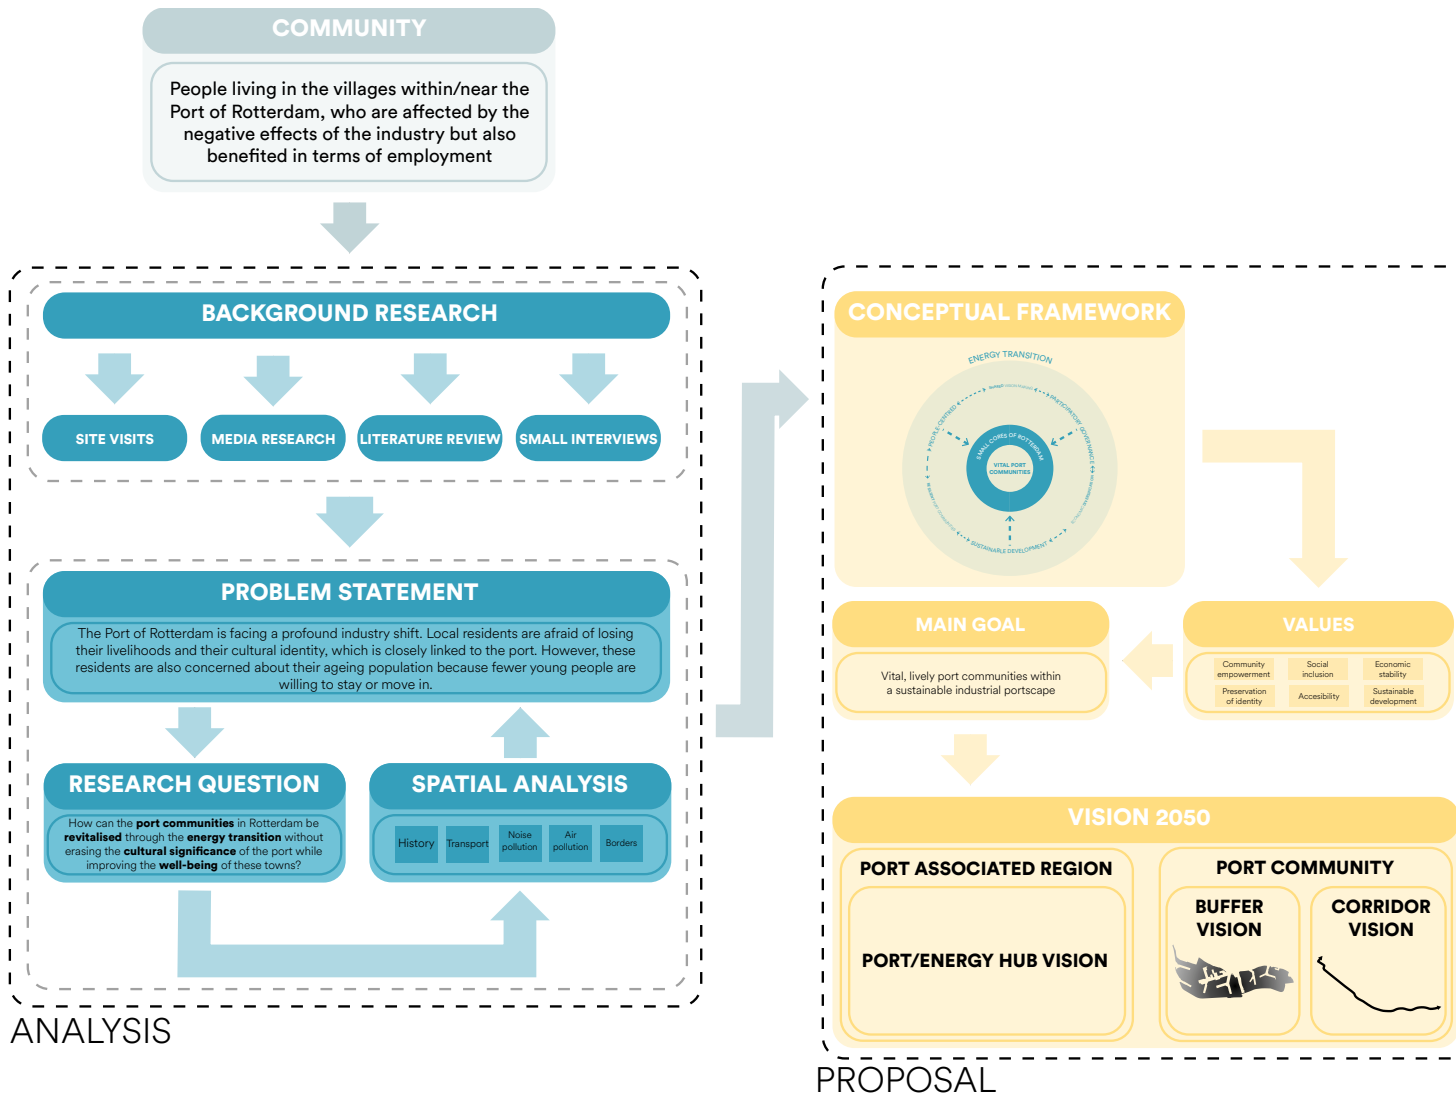 COMMUNITY
People living in the villages within/near the
Port of Rotterdam, who are affected by the
negative effects of the industry but also
benefited in terms of employment
BACKGROUND RESEARCH
SITE VISITS
MEDIA RESEARCH
LITERATURE REVIEW
SMALL INTERVIEWS
PROBLEM STATEMENT
The Port of Rotterdam is facing a profound industry shift. Local residents are afraid of losing
their livelihoods and their cultural identity, which is closely linked to the port. However, these
residents are also concerned about their ageing population because fewer young people are
willing to stay or move in.
RESEARCH QUESTION
How can the port communities in Rotterdam be
revitalised through the energy transition without
erasing the cultural significance of the port while
improving the well-being of these towns?
SPATIAL ANALYSIS
History
Transport
Noise
pollution
Air
pollution
Borders
ANALYSIS
CONCEPTUAL FRAMEWORK
ENERGY TRANSITION
PEOPLE-CENTRED
PARTICIPATORY GOVERNANCE
SMALL CORES OF ROTTERDAM
VITAL PORT
COMMUNITIES
SUSTAINABLE DEVELOPMENT
MAIN GOAL
Vital, lively port communities within
a sustainable industrial portscape
VALUES
Community
empowerment
Social
inclusion
Economic
stability
Preservation
of identity
Accesibility
Sustainable
development
VISION 2050
PORT ASSOCIATED REGION
PORT/ENERGY HUB VISION
PORT COMMUNITY
BUFFER
VISION
CORRIDOR
VISION
PROPOSAL